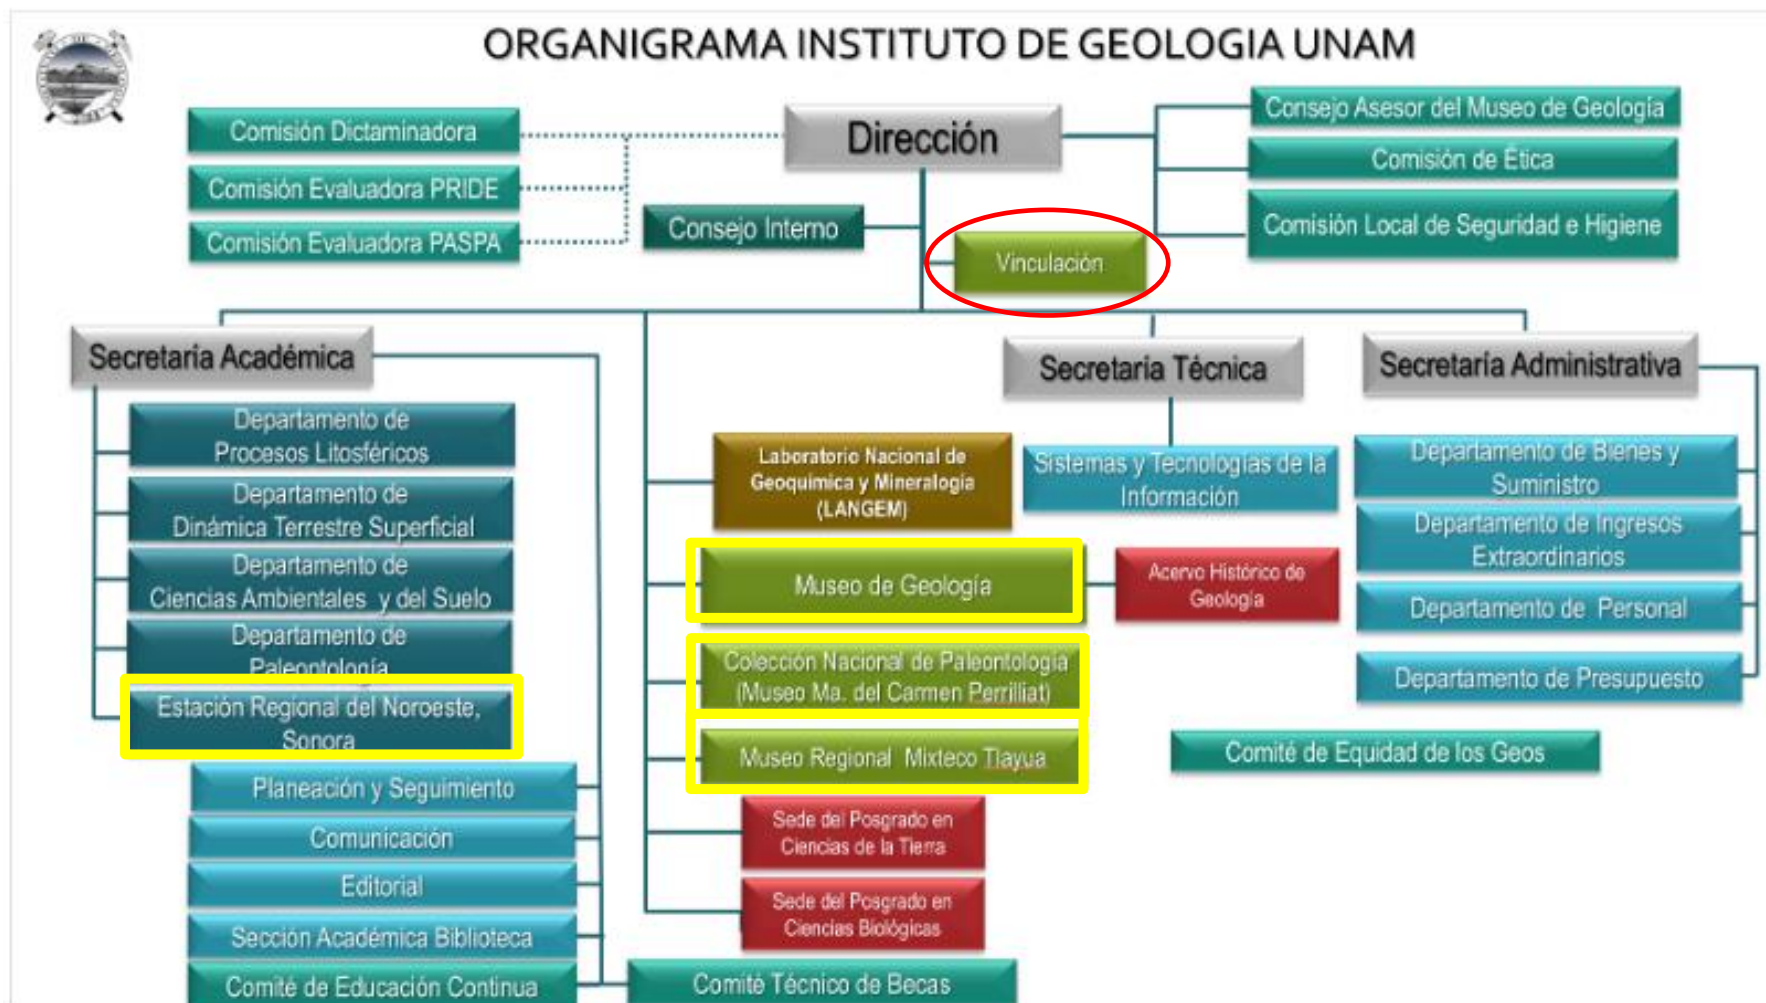 ORGANIGRAMA INSTITUTO DE GEOLOGIA UNAM
Dirección
Comisión Dictaminadora
Comisión Evaluadora PRIDE
Comisión Evaluadora PASPA
Consejo Interno
Vinculación
Consejo Asesor del Museo de Geología
Comisión de Ética
Comisión Local de Seguridad e Higiene
Secretaría Académica
Departamento de
Procesos Litosféricos
Departamento de
Dinámica Terrestre Superficial
Departamento de
Ciencias Ambientales y del Suelo
Departamento de
Paleontología
Estación Regional del Noroeste,
Sonora
Planeación y Seguimiento
Comunicación
Editorial
Sección Académica Biblioteca
Comité de Educación Continua
Comité Técnico de Becas
Laboratorio Nacional de
Geoquímica y Mineralogía
(LANGEM)
Museo de Geología
Acervo Histórico de
Geología
Colección Nacional de Paleontología
(Museo Ma. del Carmen Perrilliat)
Museo Regional Mixteco Tlayua
Sede del Posgrado en
Ciencias de la Tierra
Sede del Posgrado en
Ciencias Biológicas
Secretaría Técnica
Sistemas y Tecnologías de la
Información
Secretaría Administrativa
Departamento de Bienes y
Suministro
Departamento de Ingresos
Extraordinarios
Departamento de Personal
Departamento de Presupuesto
Comité de Equidad de los Geos